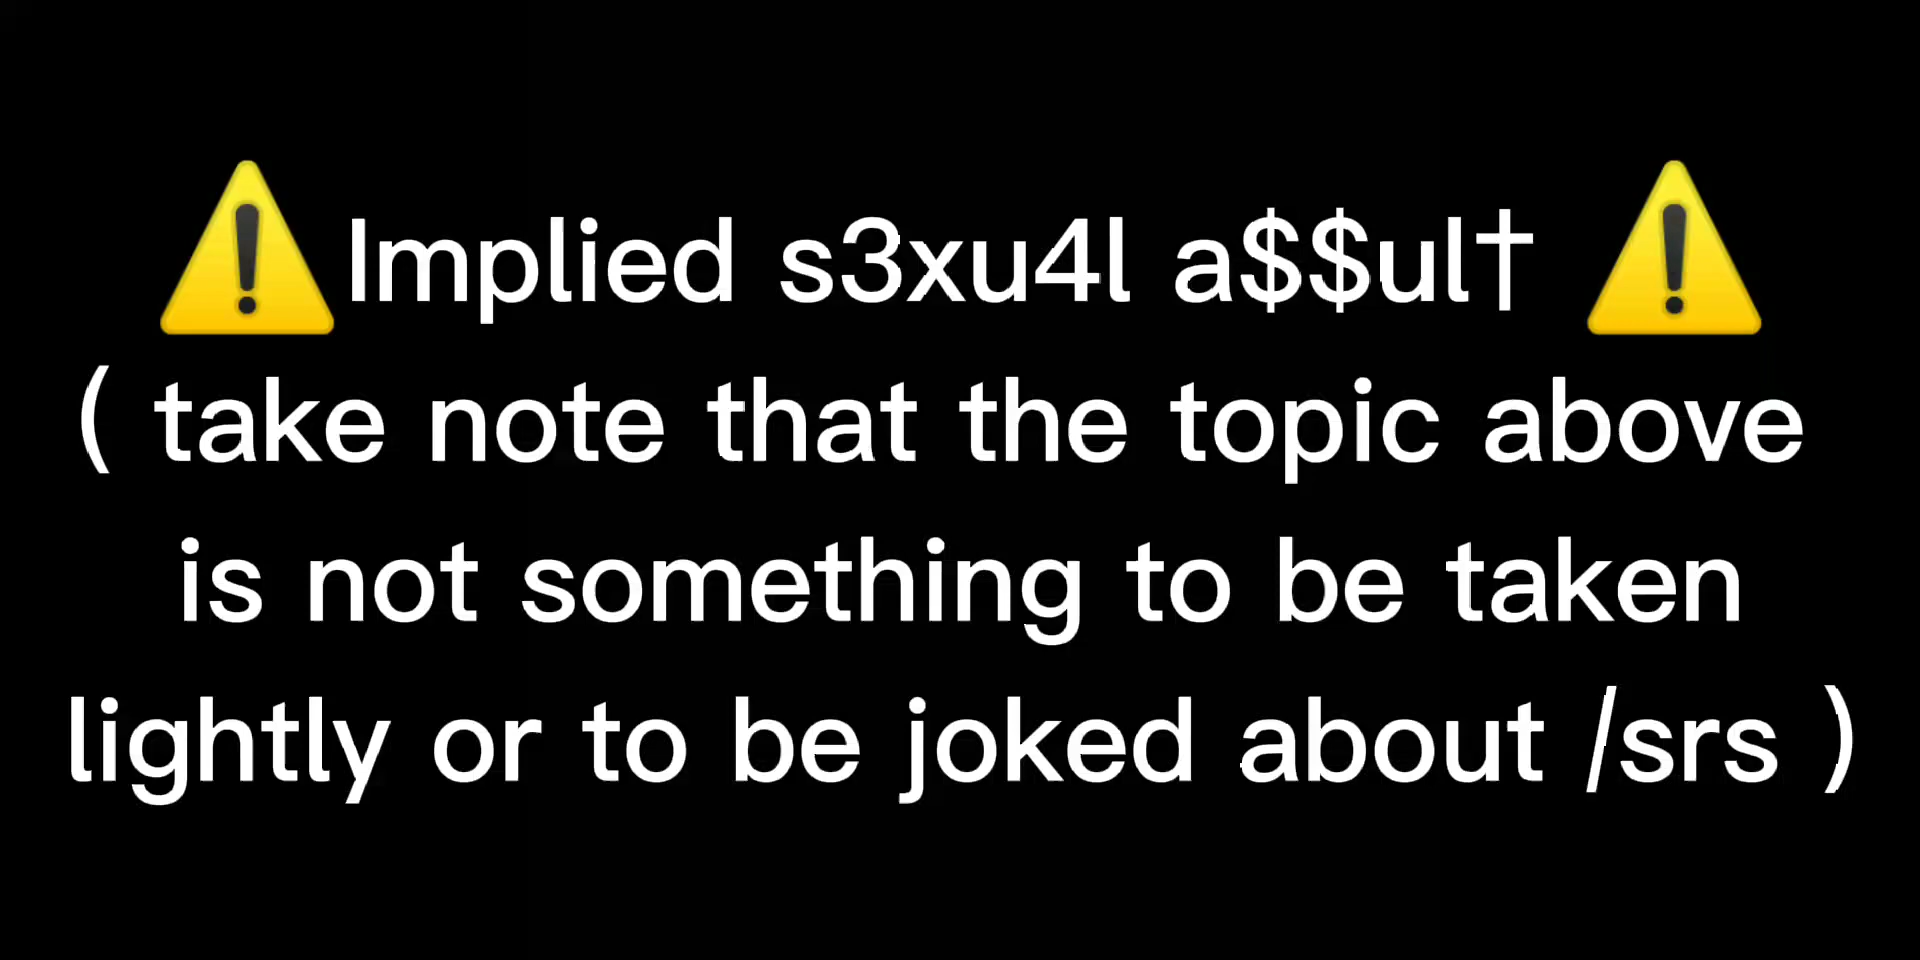 ⚠️Implied s3xu4l a$$ul† ⚠️
( take note that the topic above
is not something to be taken
lightly or to be joked about /srs )